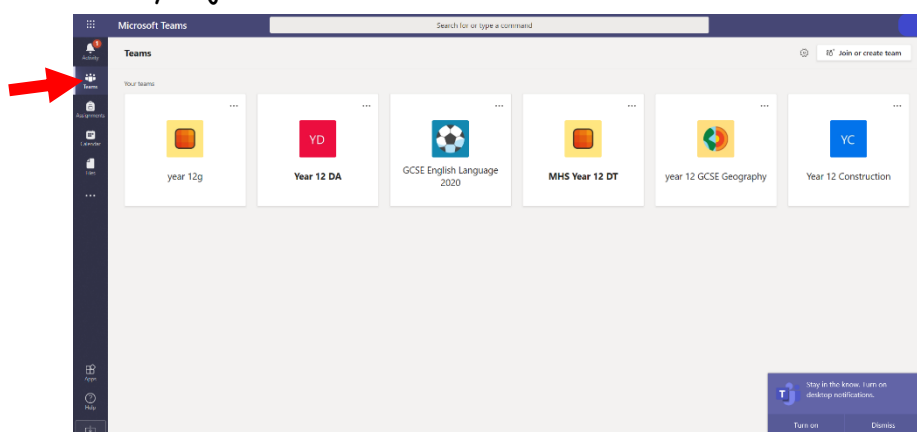 Microsoft Teams
Search for or type a command
1
Activity
Teams
Join or create team
Teams
Your teams
Assignments
Calendar
Files
YD
YC
year 12g
Year 12 DA
GCSE English Language
2020
MHS Year 12 DT
year 12 GCSE Geography
Year 12 Construction
Apps
Help
T
Stay in the know. Turn on
desktop notifications.
Turn on
Dismiss